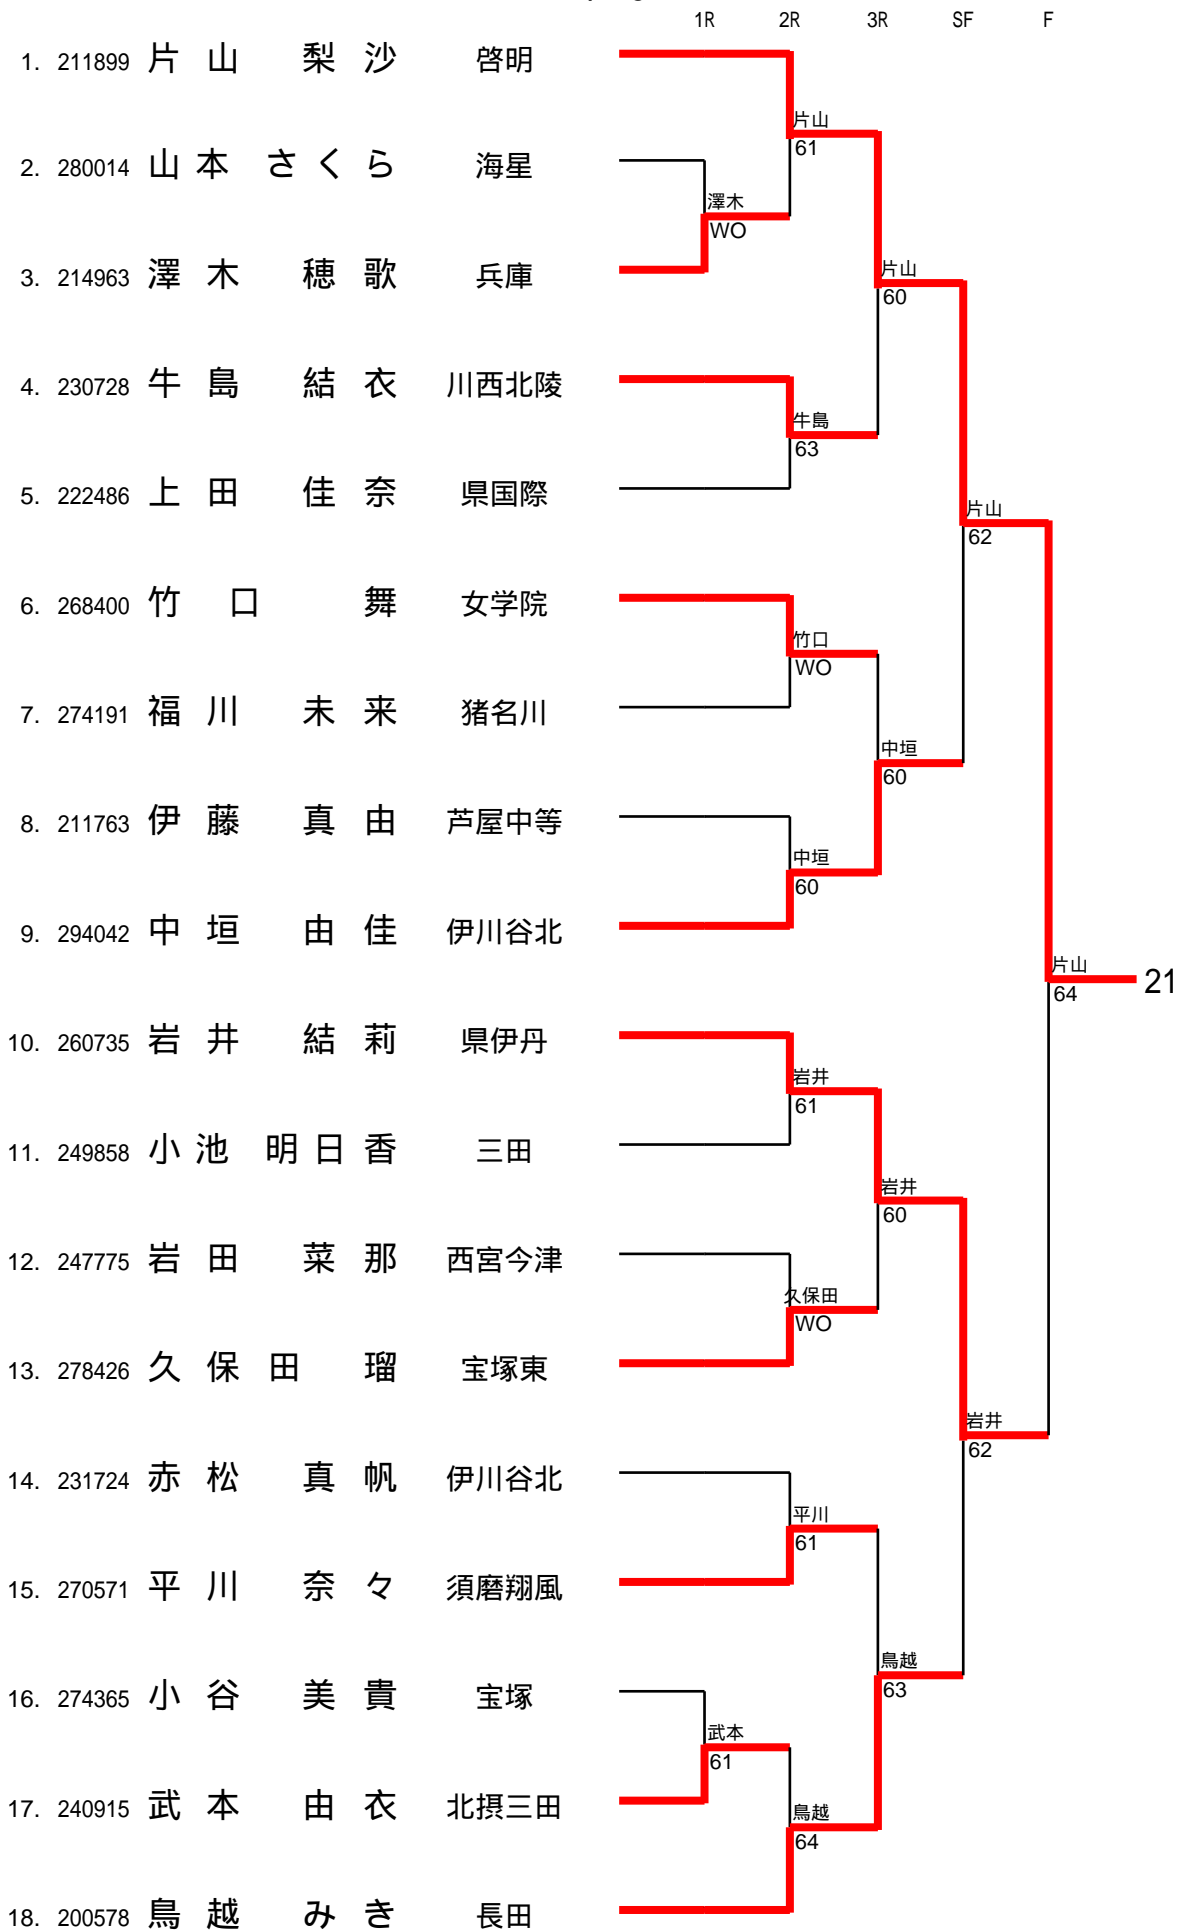 1R 2R 3R SF F
1. 211899 片山 梨沙 啓明
片山
61
2. 280014 山本 さくら 海星
澤木
WO
3. 214963 澤木 穂歌 兵庫
片山
60
4. 230728 牛島 結衣 川西北陵
牛島
63
5. 222486 上田 佳奈 県国際
片山
62
6. 268400 竹口 舞 女学院
竹口
WO
7. 274191 福川 未来 猪名川
中垣
60
8. 211763 伊藤 真由 芦屋中等
中垣
60
9. 294042 中垣 由佳 伊川谷北
片山
64
21
10. 260735 岩井 結莉 県伊丹
岩井
61
11. 249858 小池 明日香 三田
岩井
60
12. 247775 岩田 菜那 西宮今津
久保田
WO
13. 278426 久保田 瑠 宝塚東
岩井
62
14. 231724 赤松 真帆 伊川谷北
平川
61
15. 270571 平川 奈々 須磨翔風
鳥越
63
16. 274365 小谷 美貴 宝塚
武本
61
17. 240915 武本 由衣 北摂三田
鳥越
64
18. 200578 鳥越 みき 長田